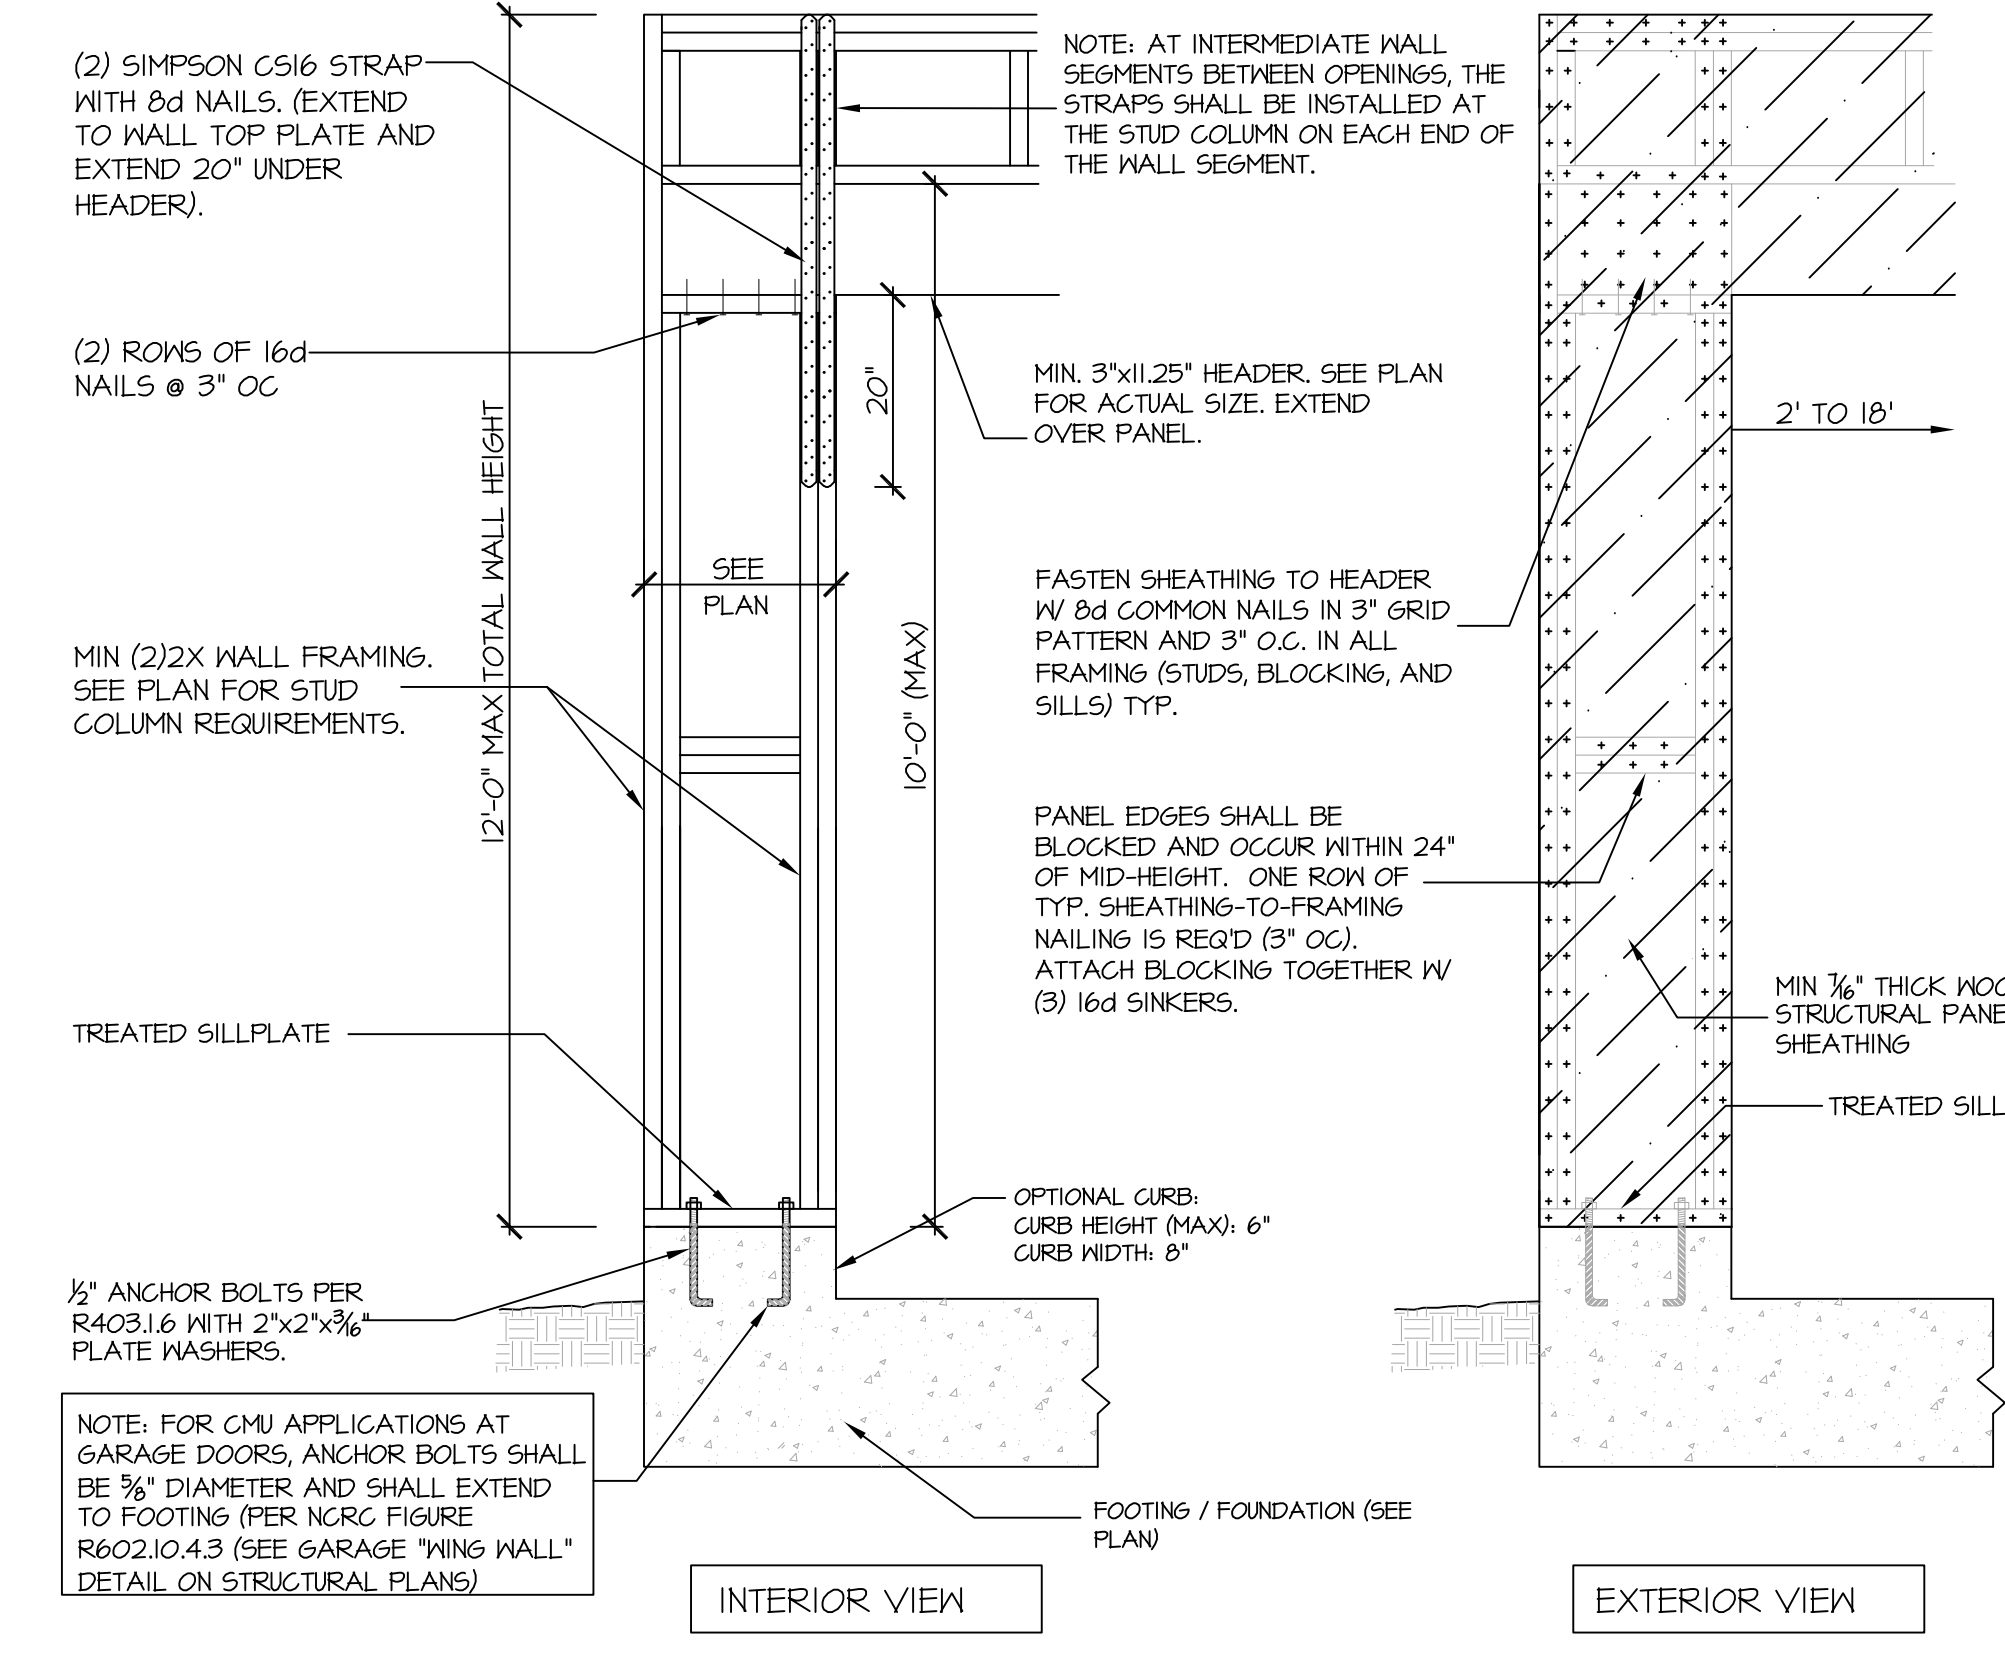 (2) SIMPSON CS16 STRAP
WITH 8d NAILS. (EXTEND
TO WALL TOP PLATE AND
EXTEND 20" UNDER
HEADER).
(2) ROWS OF 16d
NAILS @ 3" OC
12'-0" MAX TOTAL WALL HEIGHT
MIN (2)2X WALL FRAMING.
SEE PLAN FOR STUD
COLUMN REQUIREMENTS.
TREATED SILLPLATE
½" ANCHOR BOLTS PER
R403.1.6 WITH 2"x2"x3/16"
PLATE WASHERS.
NOTE: FOR CMU APPLICATIONS AT
GARAGE DOORS, ANCHOR BOLTS SHALL
BE ⅝" DIAMETER AND SHALL EXTEND
TO FOOTING (PER NCRC FIGURE
R602.10.4.3 (SEE GARAGE "WING WALL"
DETAIL ON STRUCTURAL PLANS)
SEE
PLAN
20"
10'-0" (MAX)
NOTE: AT INTERMEDIATE WALL
SEGMENTS BETWEEN OPENINGS, THE
STRAPS SHALL BE INSTALLED AT
THE STUD COLUMN ON EACH END OF
THE WALL SEGMENT.
MIN. 3"x11.25" HEADER. SEE PLAN
FOR ACTUAL SIZE. EXTEND
OVER PANEL.
FASTEN SHEATHING TO HEADER
W/ 8d COMMON NAILS IN 3" GRID
PATTERN AND 3" O.C. IN ALL
FRAMING (STUDS, BLOCKING, AND
SILLS) TYP.
PANEL EDGES SHALL BE
BLOCKED AND OCCUR WITHIN 24"
OF MID-HEIGHT. ONE ROW OF
TYP. SHEATHING-TO-FRAMING
NAILING IS REQ'D (3" OC).
ATTACH BLOCKING TOGETHER W/
(3) 16d SINKERS.
OPTIONAL CURB:
CURB HEIGHT (MAX): 6"
CURB WIDTH: 8"
FOOTING / FOUNDATION (SEE
PLAN)
INTERIOR VIEW
2' TO 18'
MIN 7/16" THICK WOO
STRUCTURAL PANE
SHEATHING
TREATED SILL
EXTERIOR VIEW